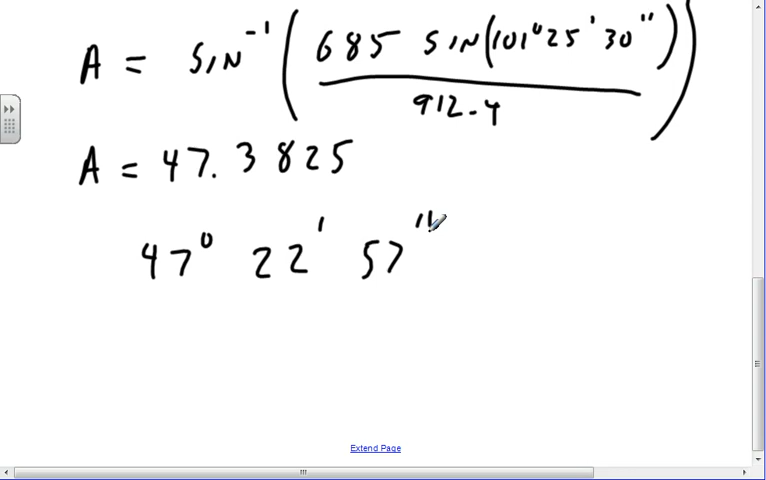 A = SIN⁻¹ ( 685 SIN(101°25'30") / 912.4 )
A = 47.3825
47° 22' 57"
Extend Page